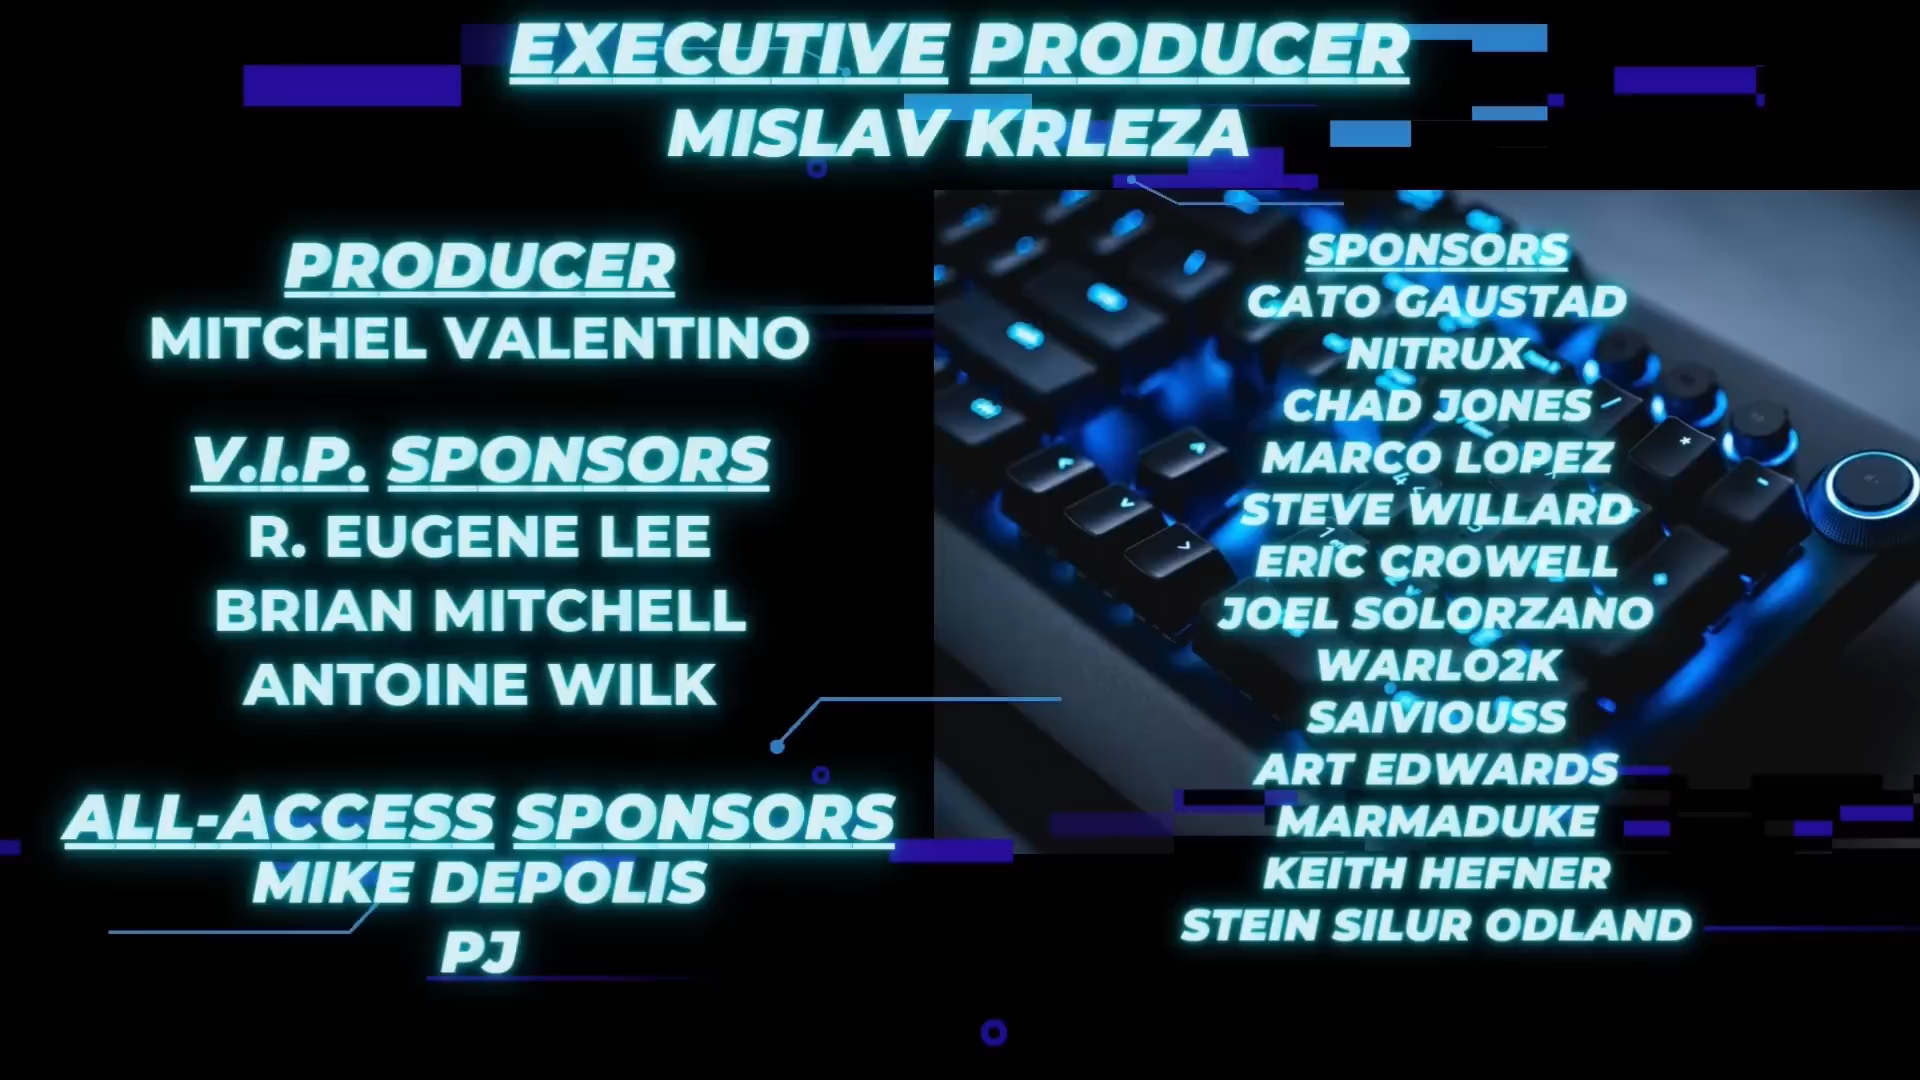 EXECUTIVE PRODUCER
MISLAV KRLEZA
PRODUCER
MITCHEL VALENTINO
V.I.P. SPONSORS
R. EUGENE LEE
BRIAN MITCHELL
ANTOINE WILK
ALL-ACCESS SPONSORS
MIKE DEPOLIS
PJ
SPONSORS
CATO GAUSTAD
NITRUX
CHAD JONES
MARCO LOPEZ
STEVE WILLARD
ERIC CROWELL
JOEL SOLORZANO
WARLO2K
SAIVIOUSS
ART EDWARDS
MARMADUKE
KEITH HEFNER
STEIN SILUR ODLAND